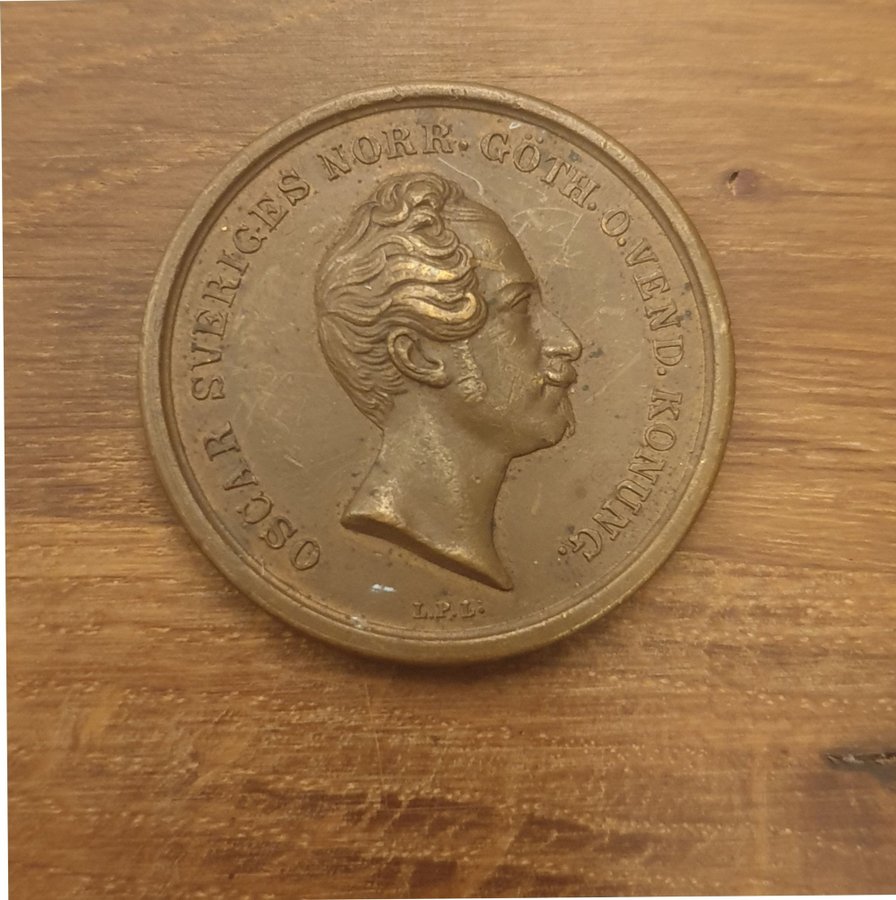 OSCAR SVERIGES NORR. GÖTH. O. VEND. KONUNG.
L.P.L: